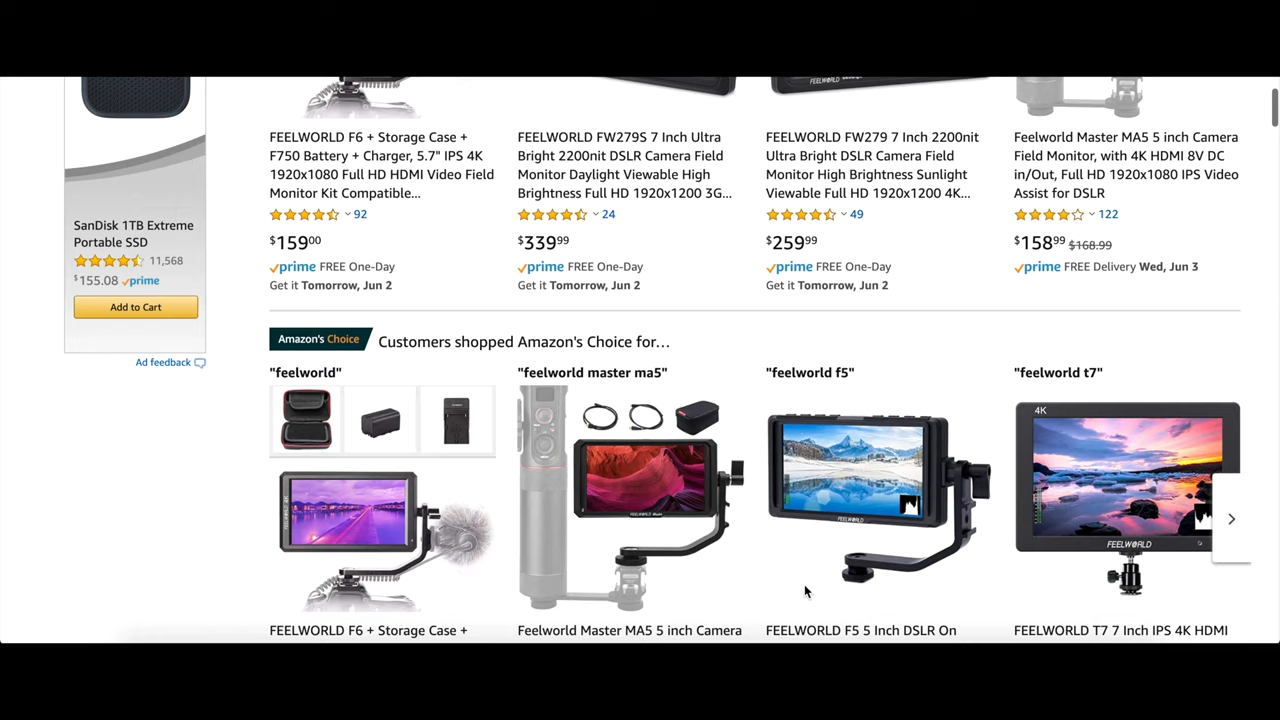 SanDisk 1TB Extreme
Portable SSD
11,568
$155.08 prime
Add to Cart
Ad feedback
FEELWORLD F6 + Storage Case +
F750 Battery + Charger, 5.7" IPS 4K
1920x1080 Full HD HDMI Video Field
Monitor Kit Compatible…
92
$159.00
prime FREE One-Day
Get it Tomorrow, Jun 2
FEELWORLD FW279S 7 Inch Ultra
Bright 2200nit DSLR Camera Field
Monitor Daylight Viewable High
Brightness Full HD 1920x1200 3G…
24
$339.99
prime FREE One-Day
Get it Tomorrow, Jun 2
FEELWORLD FW279 7 Inch 2200nit
Ultra Bright DSLR Camera Field
Monitor High Brightness Sunlight
Viewable Full HD 1920x1200 4K…
49
$259.99
prime FREE One-Day
Get it Tomorrow, Jun 2
Feelworld Master MA5 5 inch Camera
Field Monitor, with 4K HDMI 8V DC
in/Out, Full HD 1920x1080 IPS Video
Assist for DSLR
122
$158.99 $168.99
prime FREE Delivery Wed, Jun 3
Amazon's Choice Customers shopped Amazon's Choice for…
"feelworld"
"feelworld master ma5"
"feelworld f5"
"feelworld t7"
4K
FEELWORLD
FEELWORLD
FEELWORLD
FEELWORLD F6 + Storage Case +
Feelworld Master MA5 5 inch Camera
FEELWORLD F5 5 Inch DSLR On
FEELWORLD T7 7 Inch IPS 4K HDMI